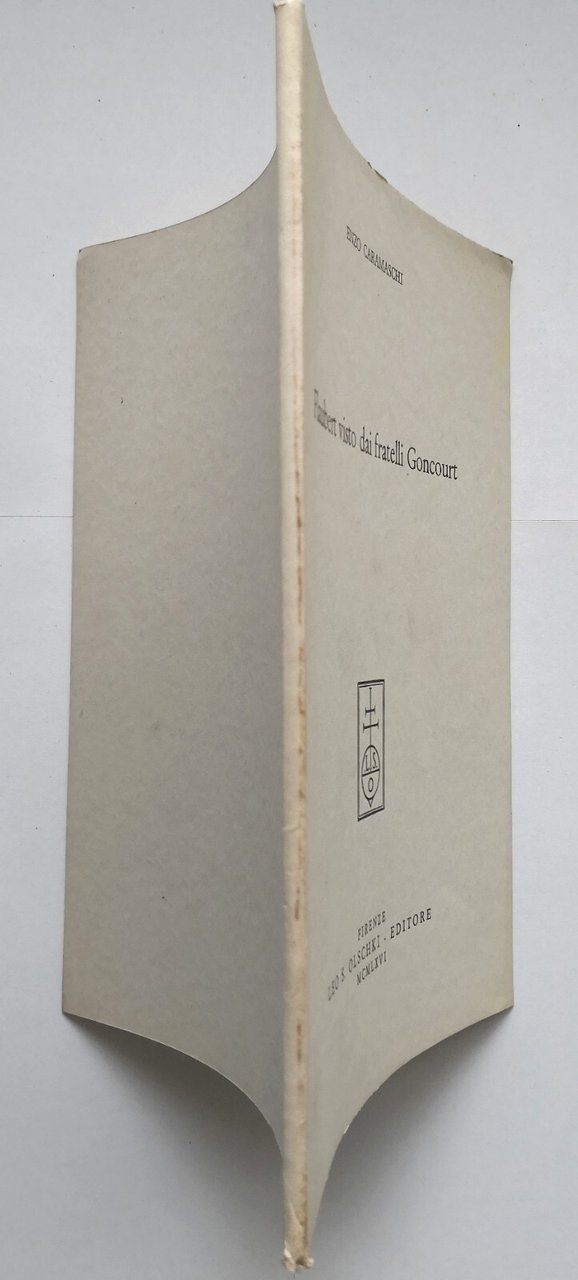 ENZO CARAMASCHI
Flaubert visto dai fratelli Goncourt
L.S.
O
FIRENZE
LEO S. OLSCHKI - EDITORE
MCMLXVI